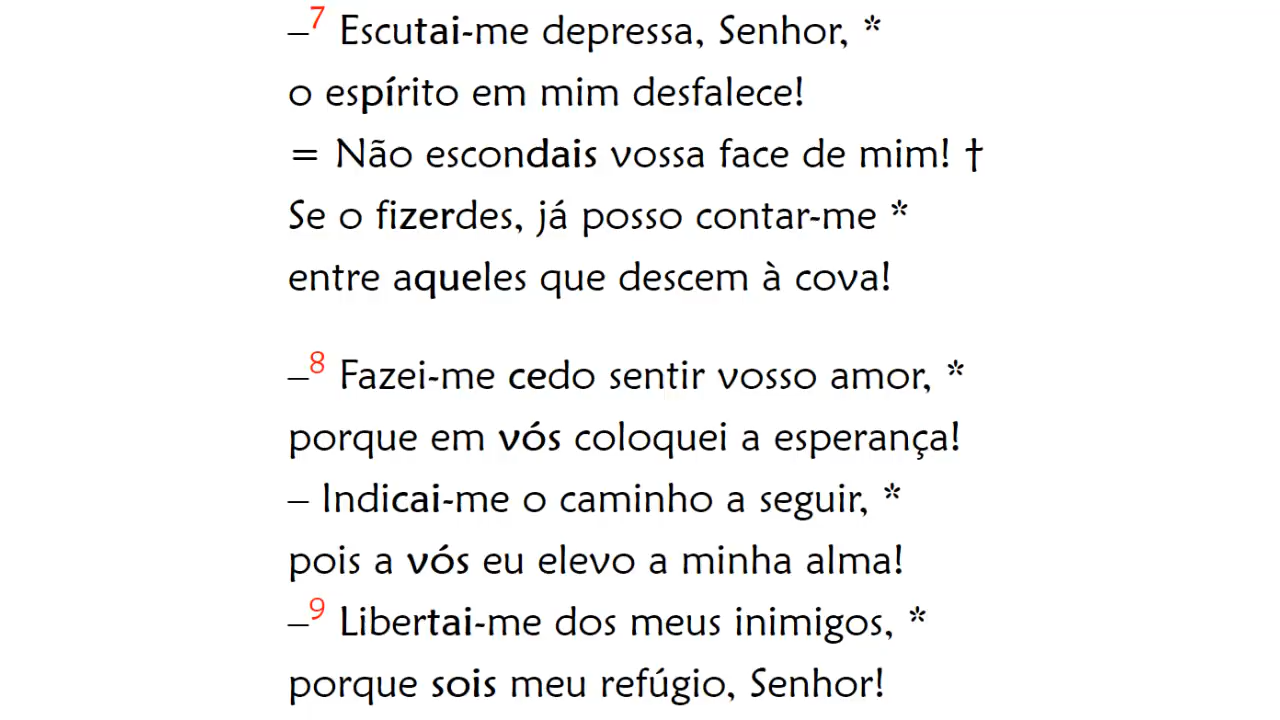 –7 Escutai-me depressa, Senhor, *
o espírito em mim desfalece!
= Não escondais vossa face de mim! †
Se o fizerdes, já posso contar-me *
entre aqueles que descem à cova!
–8 Fazei-me cedo sentir vosso amor, *
porque em vós coloquei a esperança!
– Indicai-me o caminho a seguir, *
pois a vós eu elevo a minha alma!
–9 Libertai-me dos meus inimigos, *
porque sois meu refúgio, Senhor!